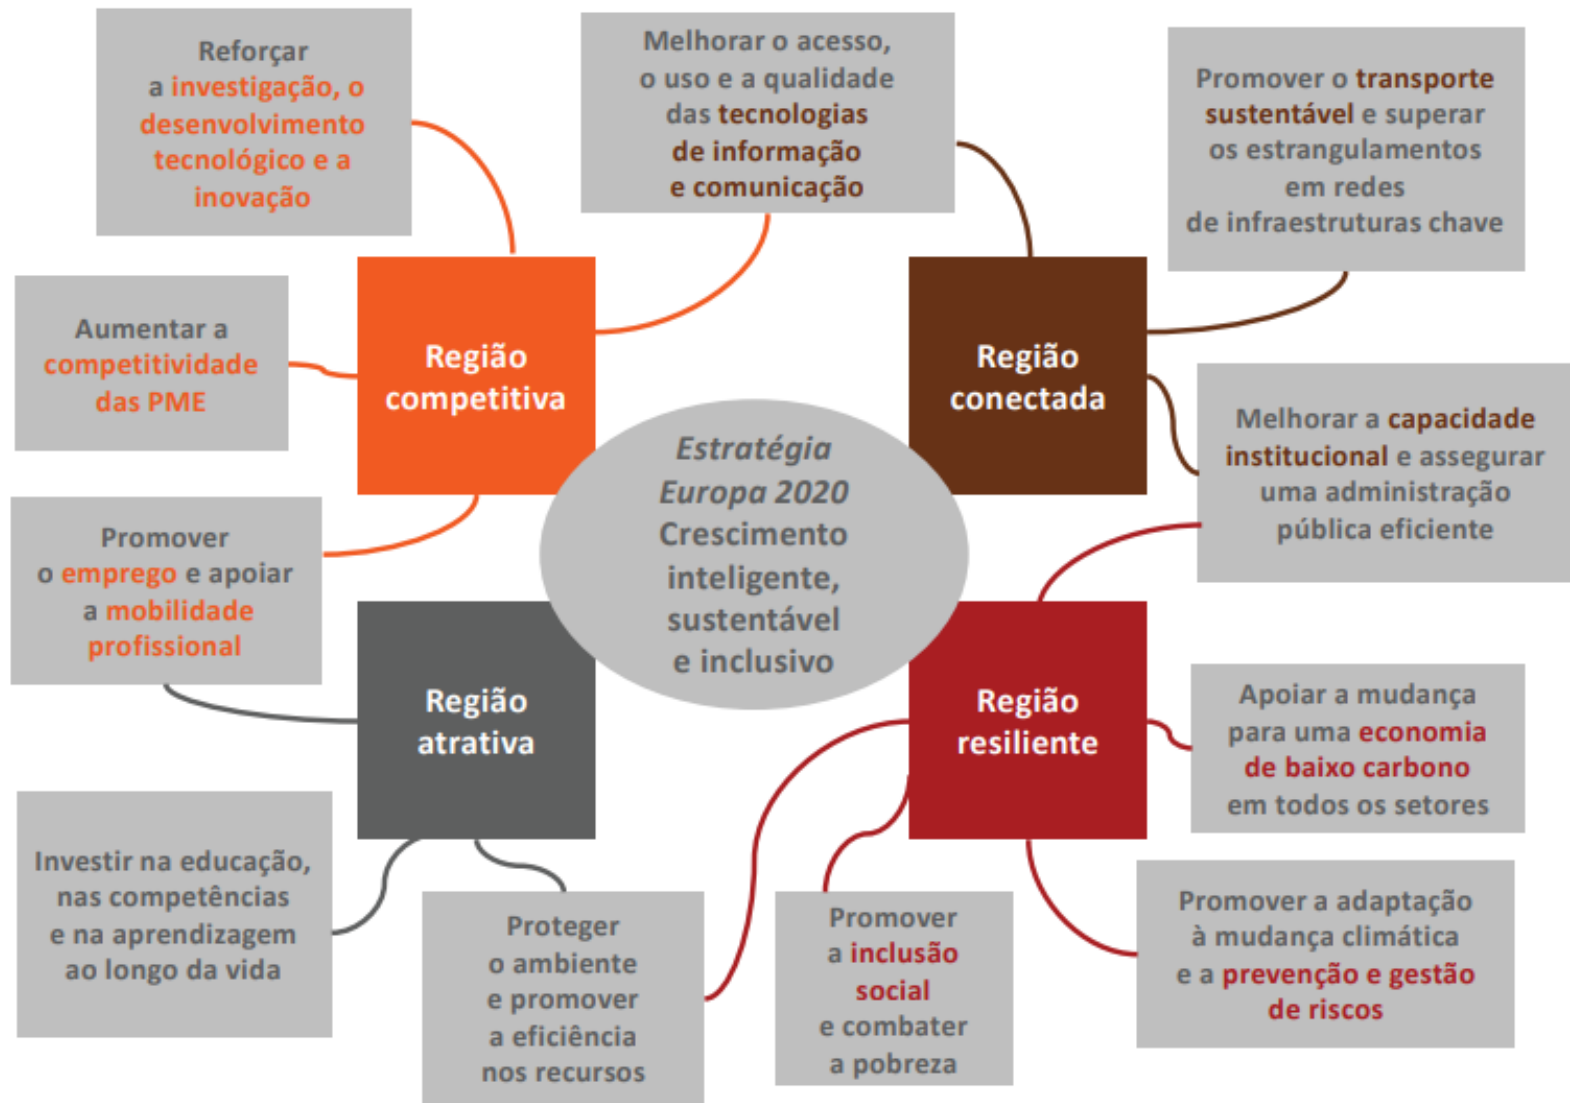 Reforçar
a investigação, o
desenvolvimento
tecnológico e a
inovação
Melhorar o acesso,
o uso e a qualidade
das tecnologias
de informação
e comunicação
Promover o transporte
sustentável e superar
os estrangulamentos
em redes
de infraestruturas chave
Aumentar a
competitividade
das PME
Região
competitiva
Região
conectada
Melhorar a capacidade
institucional e assegurar
uma administração
pública eficiente
Estratégia
Europa 2020
Crescimento
inteligente,
sustentável
e inclusivo
Promover
o emprego e apoiar
a mobilidade
profissional
Região
atrativa
Região
resiliente
Apoiar a mudança
para uma economia
de baixo carbono
em todos os setores
Investir na educação,
nas competências
e na aprendizagem
ao longo da vida
Proteger
o ambiente
e promover
a eficiência
nos recursos
Promover
a inclusão
social
e combater
a pobreza
Promover a adaptação
à mudança climática
e a prevenção e gestão
de riscos